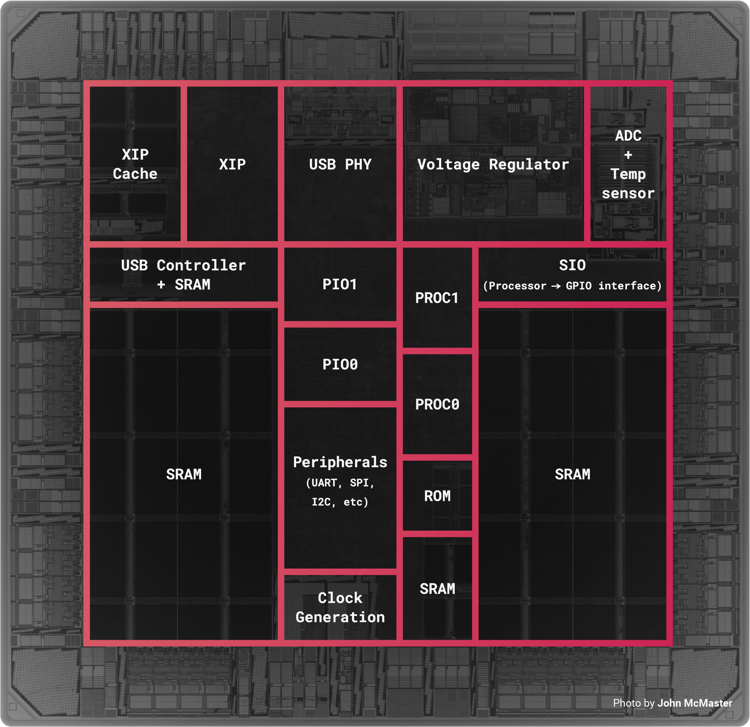 XIP
Cache
XIP
USB PHY
Voltage Regulator
ADC
+
Temp
sensor
USB Controller
+ SRAM
PIO1
PROC1
SIO
(Processor → GPIO interface)
PIO0
PROC0
SRAM
Peripherals
(UART, SPI,
I2C, etc)
ROM
SRAM
Clock
Generation
SRAM
Photo by John McMaster